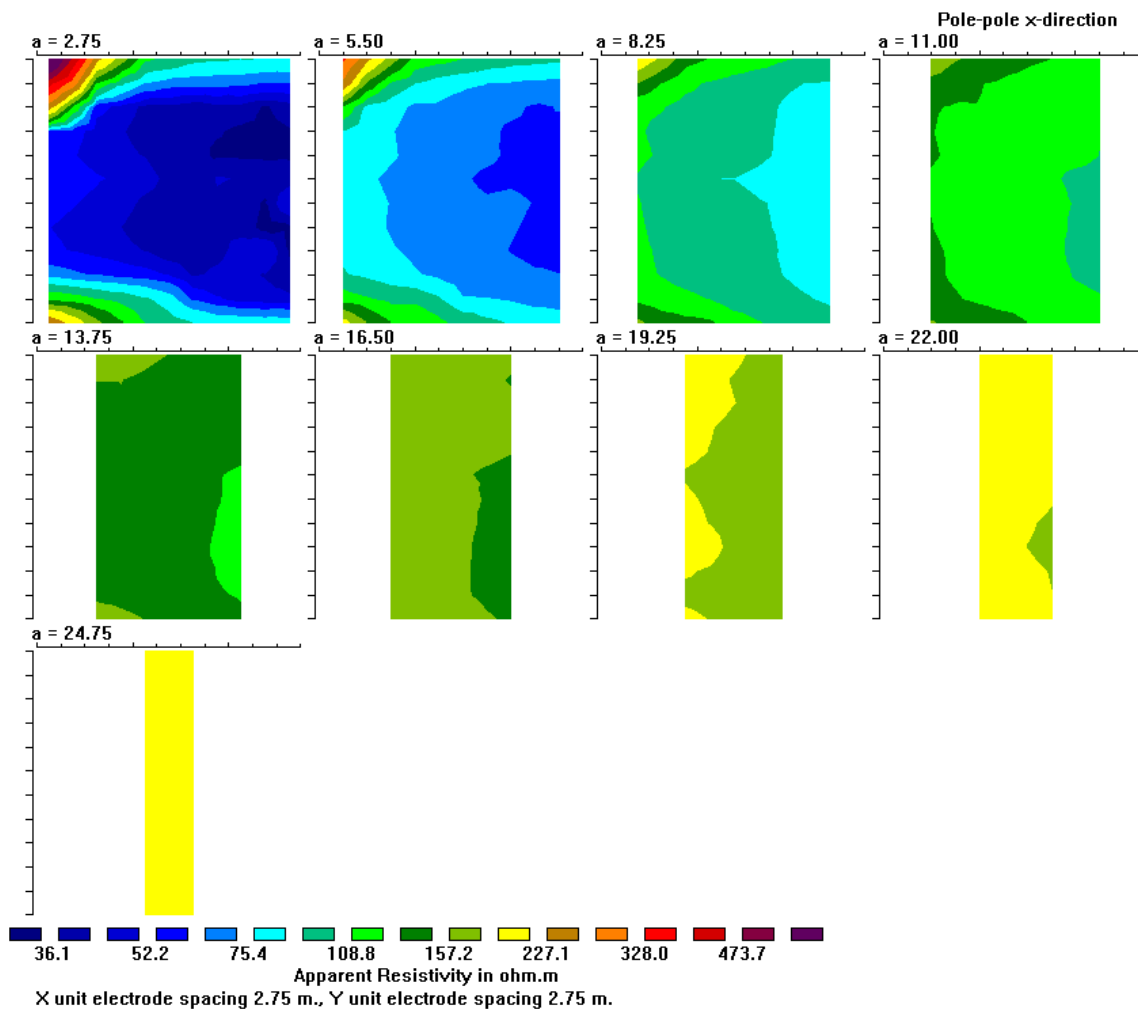 Pole-pole x-direction
a = 2.75
a = 5.50
a = 8.25
a = 11.00
a = 13.75
a = 16.50
a = 19.25
a = 22.00
a = 24.75
36.1 52.2 75.4 108.8 157.2 227.1 328.0 473.7
Apparent Resistivity in ohm.m
X unit electrode spacing 2.75 m., Y unit electrode spacing 2.75 m.